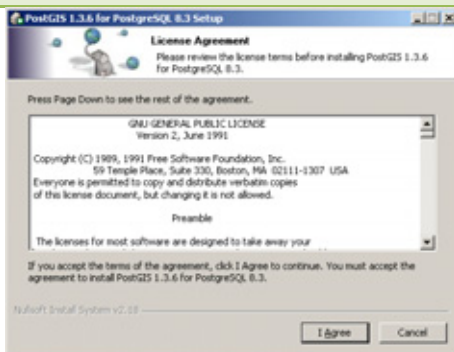 PostGIS 1.3.6 for PostgreSQL 8.3 Setup
License Agreement
Please review the license terms before installing PostGIS 1.3.6
for PostgreSQL 8.3.
Press Page Down to see the rest of the agreement.
GNU GENERAL PUBLIC LICENSE
Version 2, June 1991
Copyright (C) 1989, 1991 Free Software Foundation, Inc.
59 Temple Place, Suite 330, Boston, MA 02111-1307 USA
Everyone is permitted to copy and distribute verbatim copies
of this license document, but changing it is not allowed.
Preamble
The licenses for most software are designed to take away your
If you accept the terms of the agreement, click I Agree to continue. You must accept the
agreement to install PostGIS 1.3.6 for PostgreSQL 8.3.
Nullsoft Install System
I Agree
Cancel